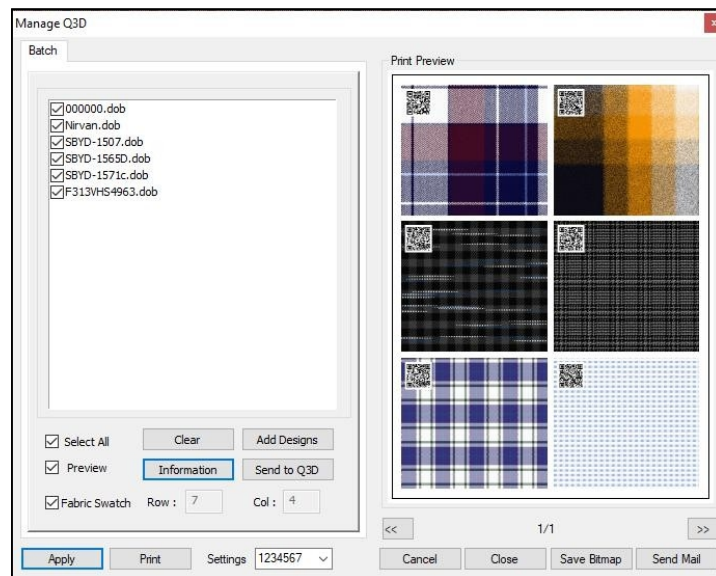 Manage Q3D
x
Batch
000000.dob
Nirvan.dob
SBYD-1507.dob
SBYD-1565D.dob
SBYD-1571c.dob
F313VHS4963.dob
Select All
Clear
Add Designs
Preview
Information
Send to Q3D
Fabric Swatch
Row :
7
Col :
4
Apply
Print
Settings
1234567
Print Preview
<<
1/1
>>
Cancel
Close
Save Bitmap
Send Mail